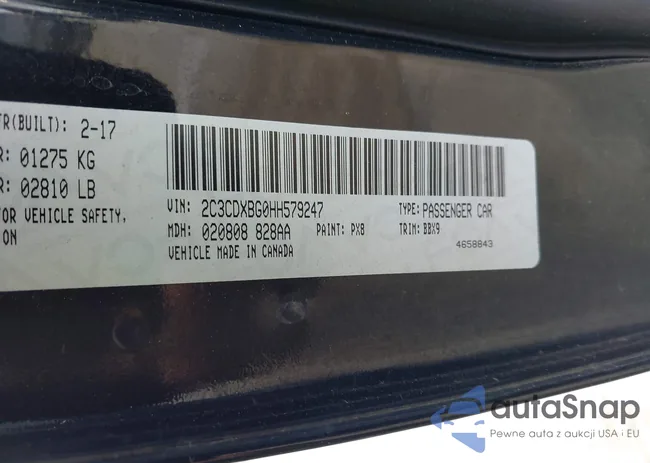 TR(BUILT): 2-17
R: 01275 KG
R: 02810 LB
OR VEHICLE SAFETY,
ON
VIN: 2C3CDXBG0HH579247 TYPE: PASSENGER CAR
MDH: 020808 828AA PAINT: PX8 TRIM: BBX9
VEHICLE MADE IN CANADA 4658843
autoSnap
Pewne auta z aukcji USA i EU